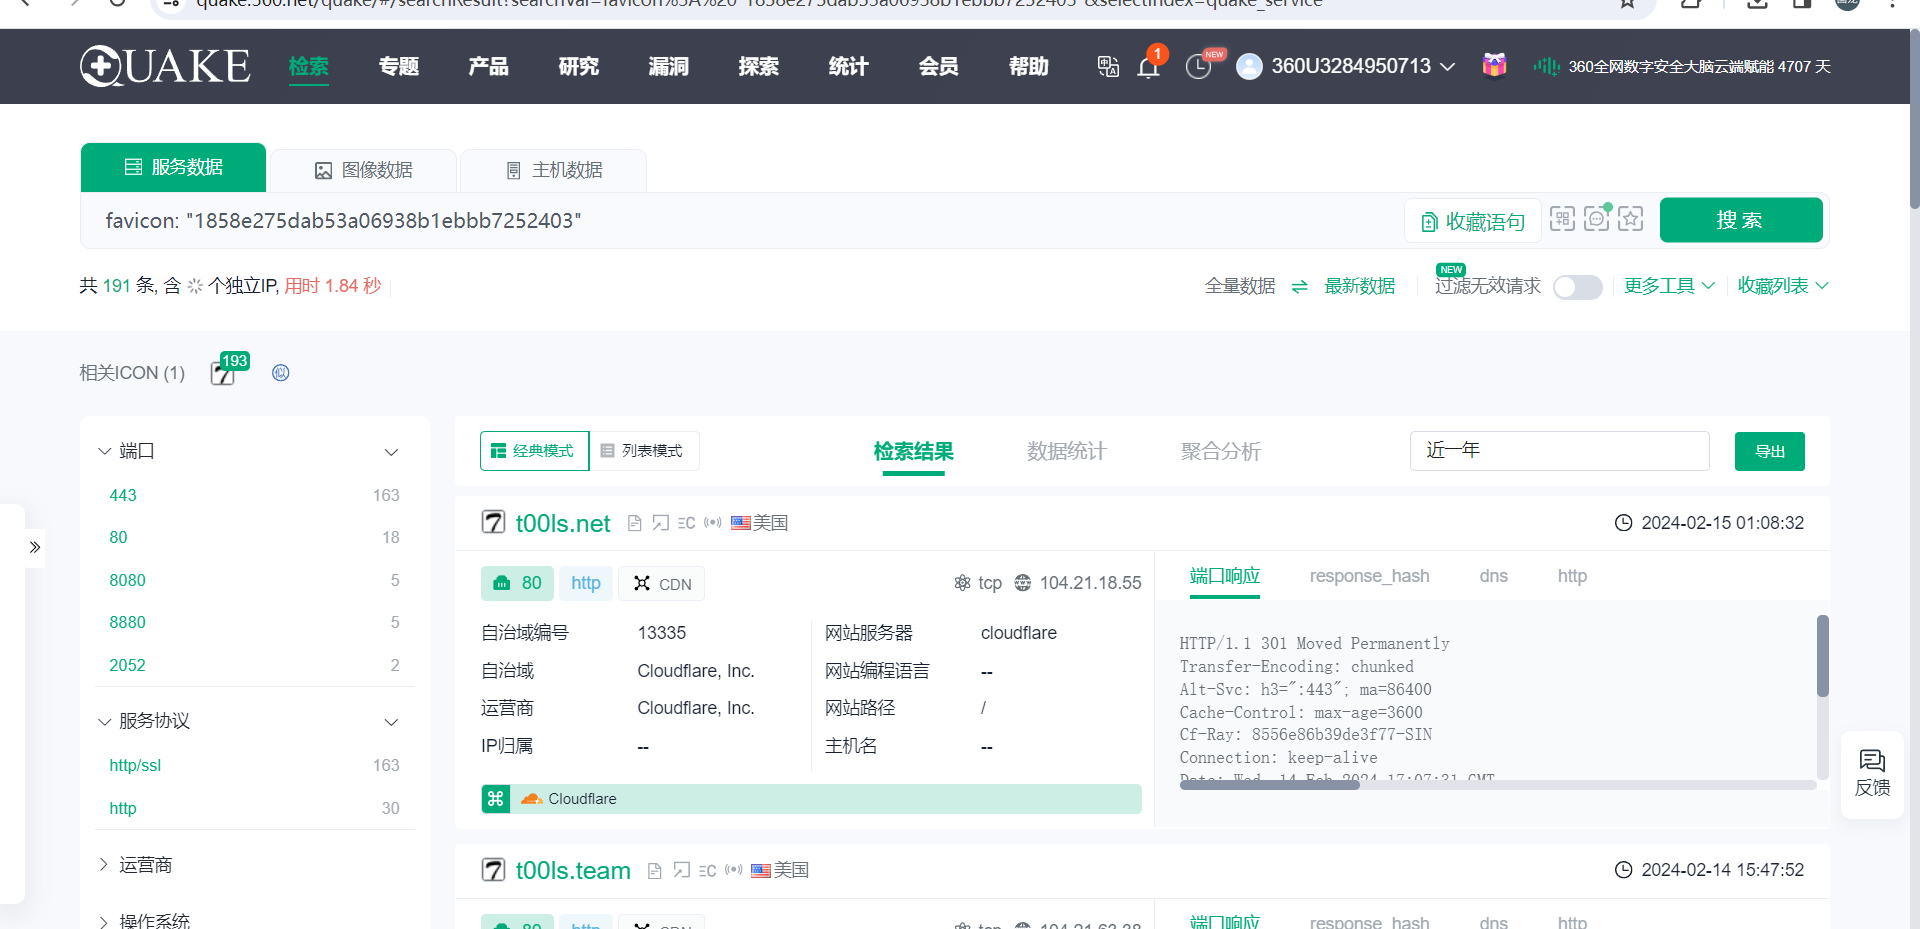 QUAKE 检索 专题 产品 研究 漏洞 探索 统计 会员 帮助 1 NEW 360U3284950713 360全网数字安全大脑云端赋能 4707 天
服务数据 图像数据 主机数据
favicon: "1858e275dab53a06938b1ebbb7252403" 收藏语句 搜索
共 191 条, 含 个独立IP, 用时 1.84 秒 全量数据 最新数据 NEW 过滤无效请求 更多工具 收藏列表
相关ICON (1) 7 193
端口
443 163
80 18
8080 5
8880 5
2052 2
服务协议
http/ssl 163
http 30
运营商
操作系统
经典模式 列表模式 检索结果 数据统计 聚合分析 近一年 导出
7 t00ls.net 美国 2024-02-15 01:08:32
80 http CDN tcp 104.21.18.55
自治域编号 13335 网站服务器 cloudflare
自治域 Cloudflare, Inc. 网站编程语言 --
运营商 Cloudflare, Inc. 网站路径 /
IP归属 -- 主机名 --
Cloudflare
端口响应 response_hash dns http
HTTP/1.1 301 Moved Permanently
Transfer-Encoding: chunked
Alt-Svc: h3=":443"; ma=86400
Cache-Control: max-age=3600
Cf-Ray: 8556e86b39de3f77-SIN
Connection: keep-alive
Date: Wed, 14 Feb 2024 17:07:31 GMT
7 t00ls.team 美国 2024-02-14 15:47:52
80 http CDN tcp 104.21.63.38
端口响应 response_hash dns http
反馈